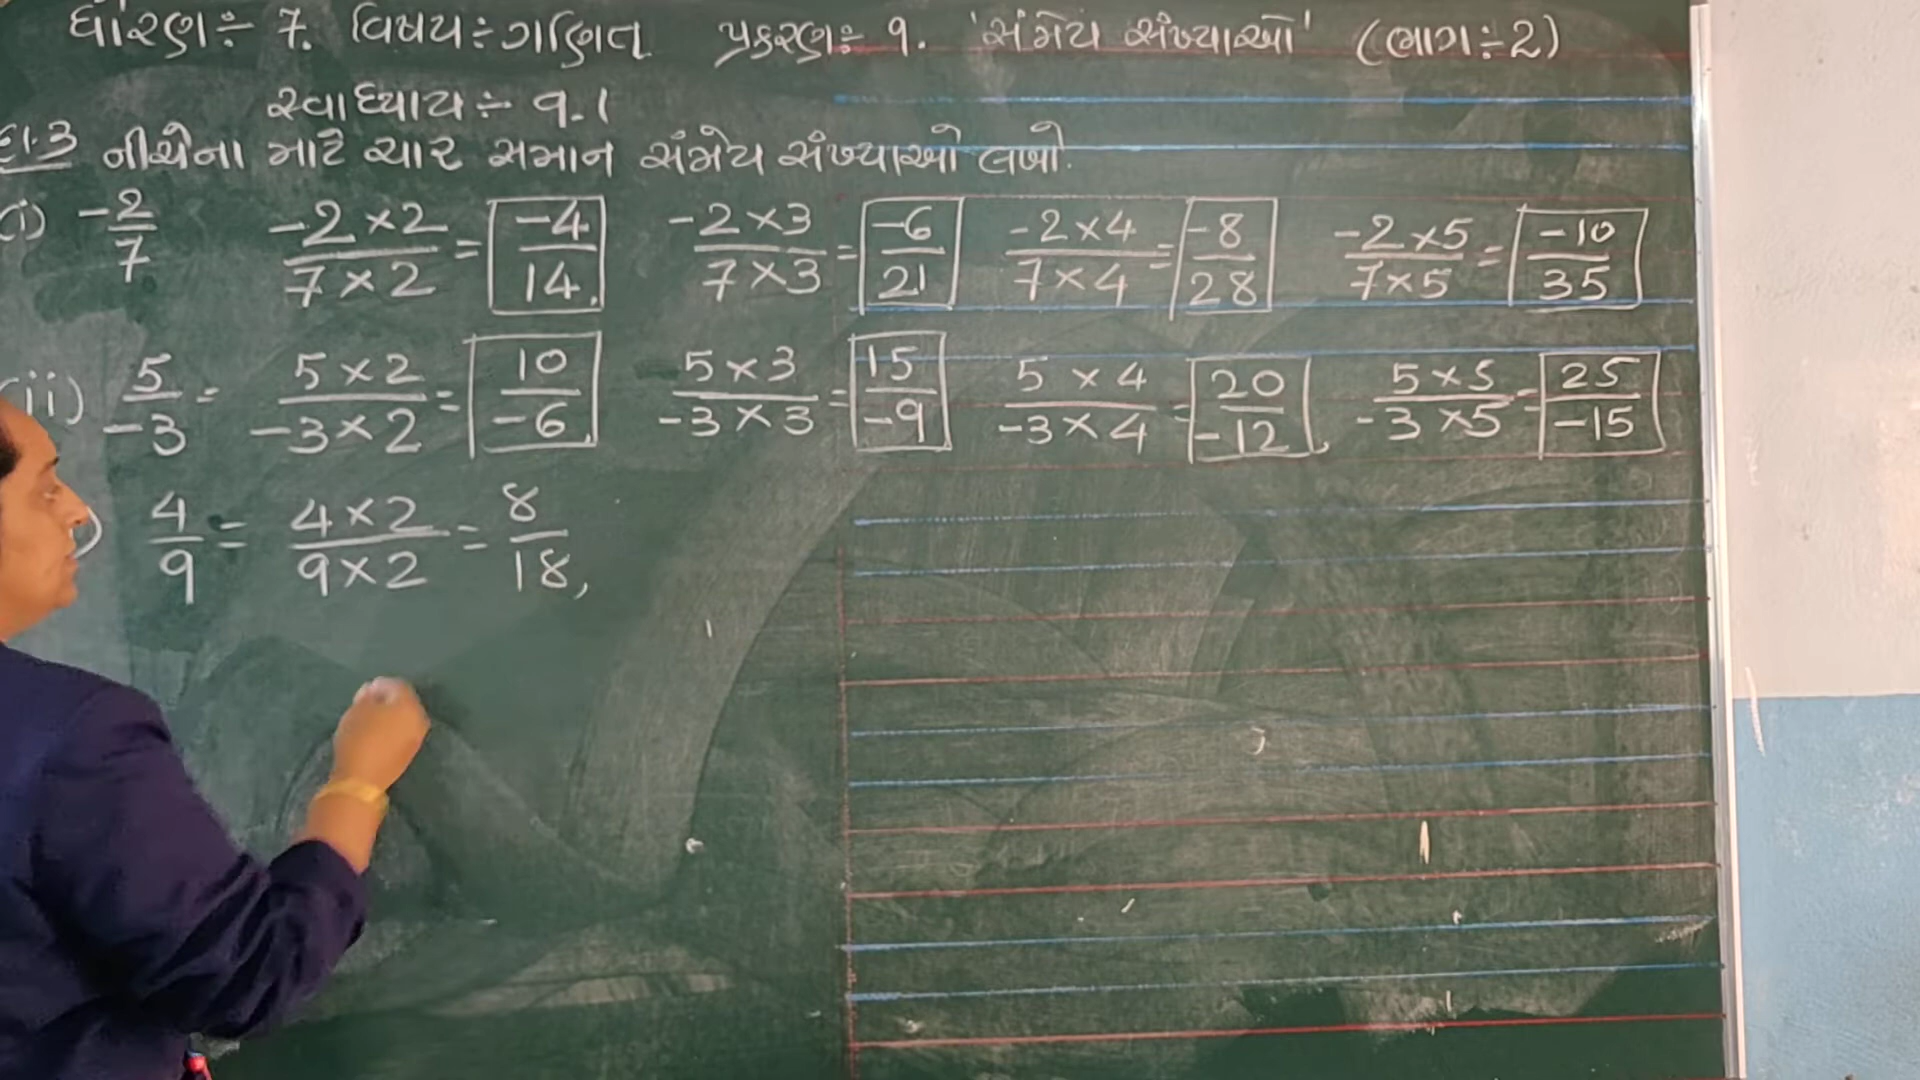 ધોરણ÷ 7. વિષય÷ ગણિત પ્રકરણ÷ ૧. 'સંમેય સંખ્યાઓ' (ભાગ÷2)
સ્વાધ્યાય÷ ૧.1
દા.3 નીચેના માટે ચાર સમાન સંમેય સંખ્યાઓ લખો.
(i) -2/7 -2×2/7×2 = -4/14. -2×3/7×3 = -6/21 -2×4/7×4 = -8/28 -2×5/7×5 = -10/35
(ii) 5/-3 - 5×2/-3×2 = 10/-6. 5×3/-3×3 = 15/-9 5×4/-3×4 = 20/-12, 5×5/-3×5 = 25/-15
) 4/9 = 4×2/9×2 = 8/18,